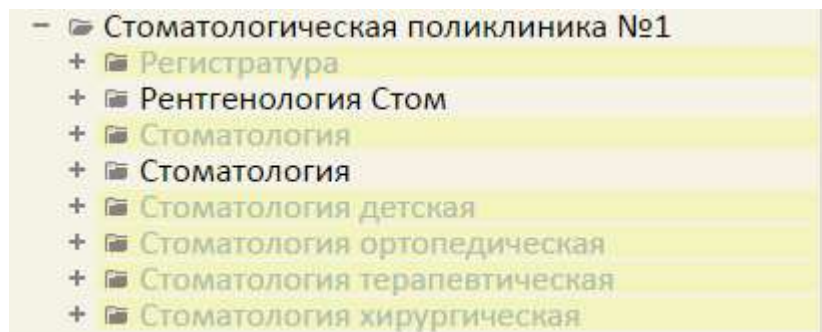 Стоматологическая поликлиника №1
Регистратура
Рентгенология Стом
Стоматология
Стоматология
Стоматология детская
Стоматология ортопедическая
Стоматология терапевтическая
Стоматология хирургическая